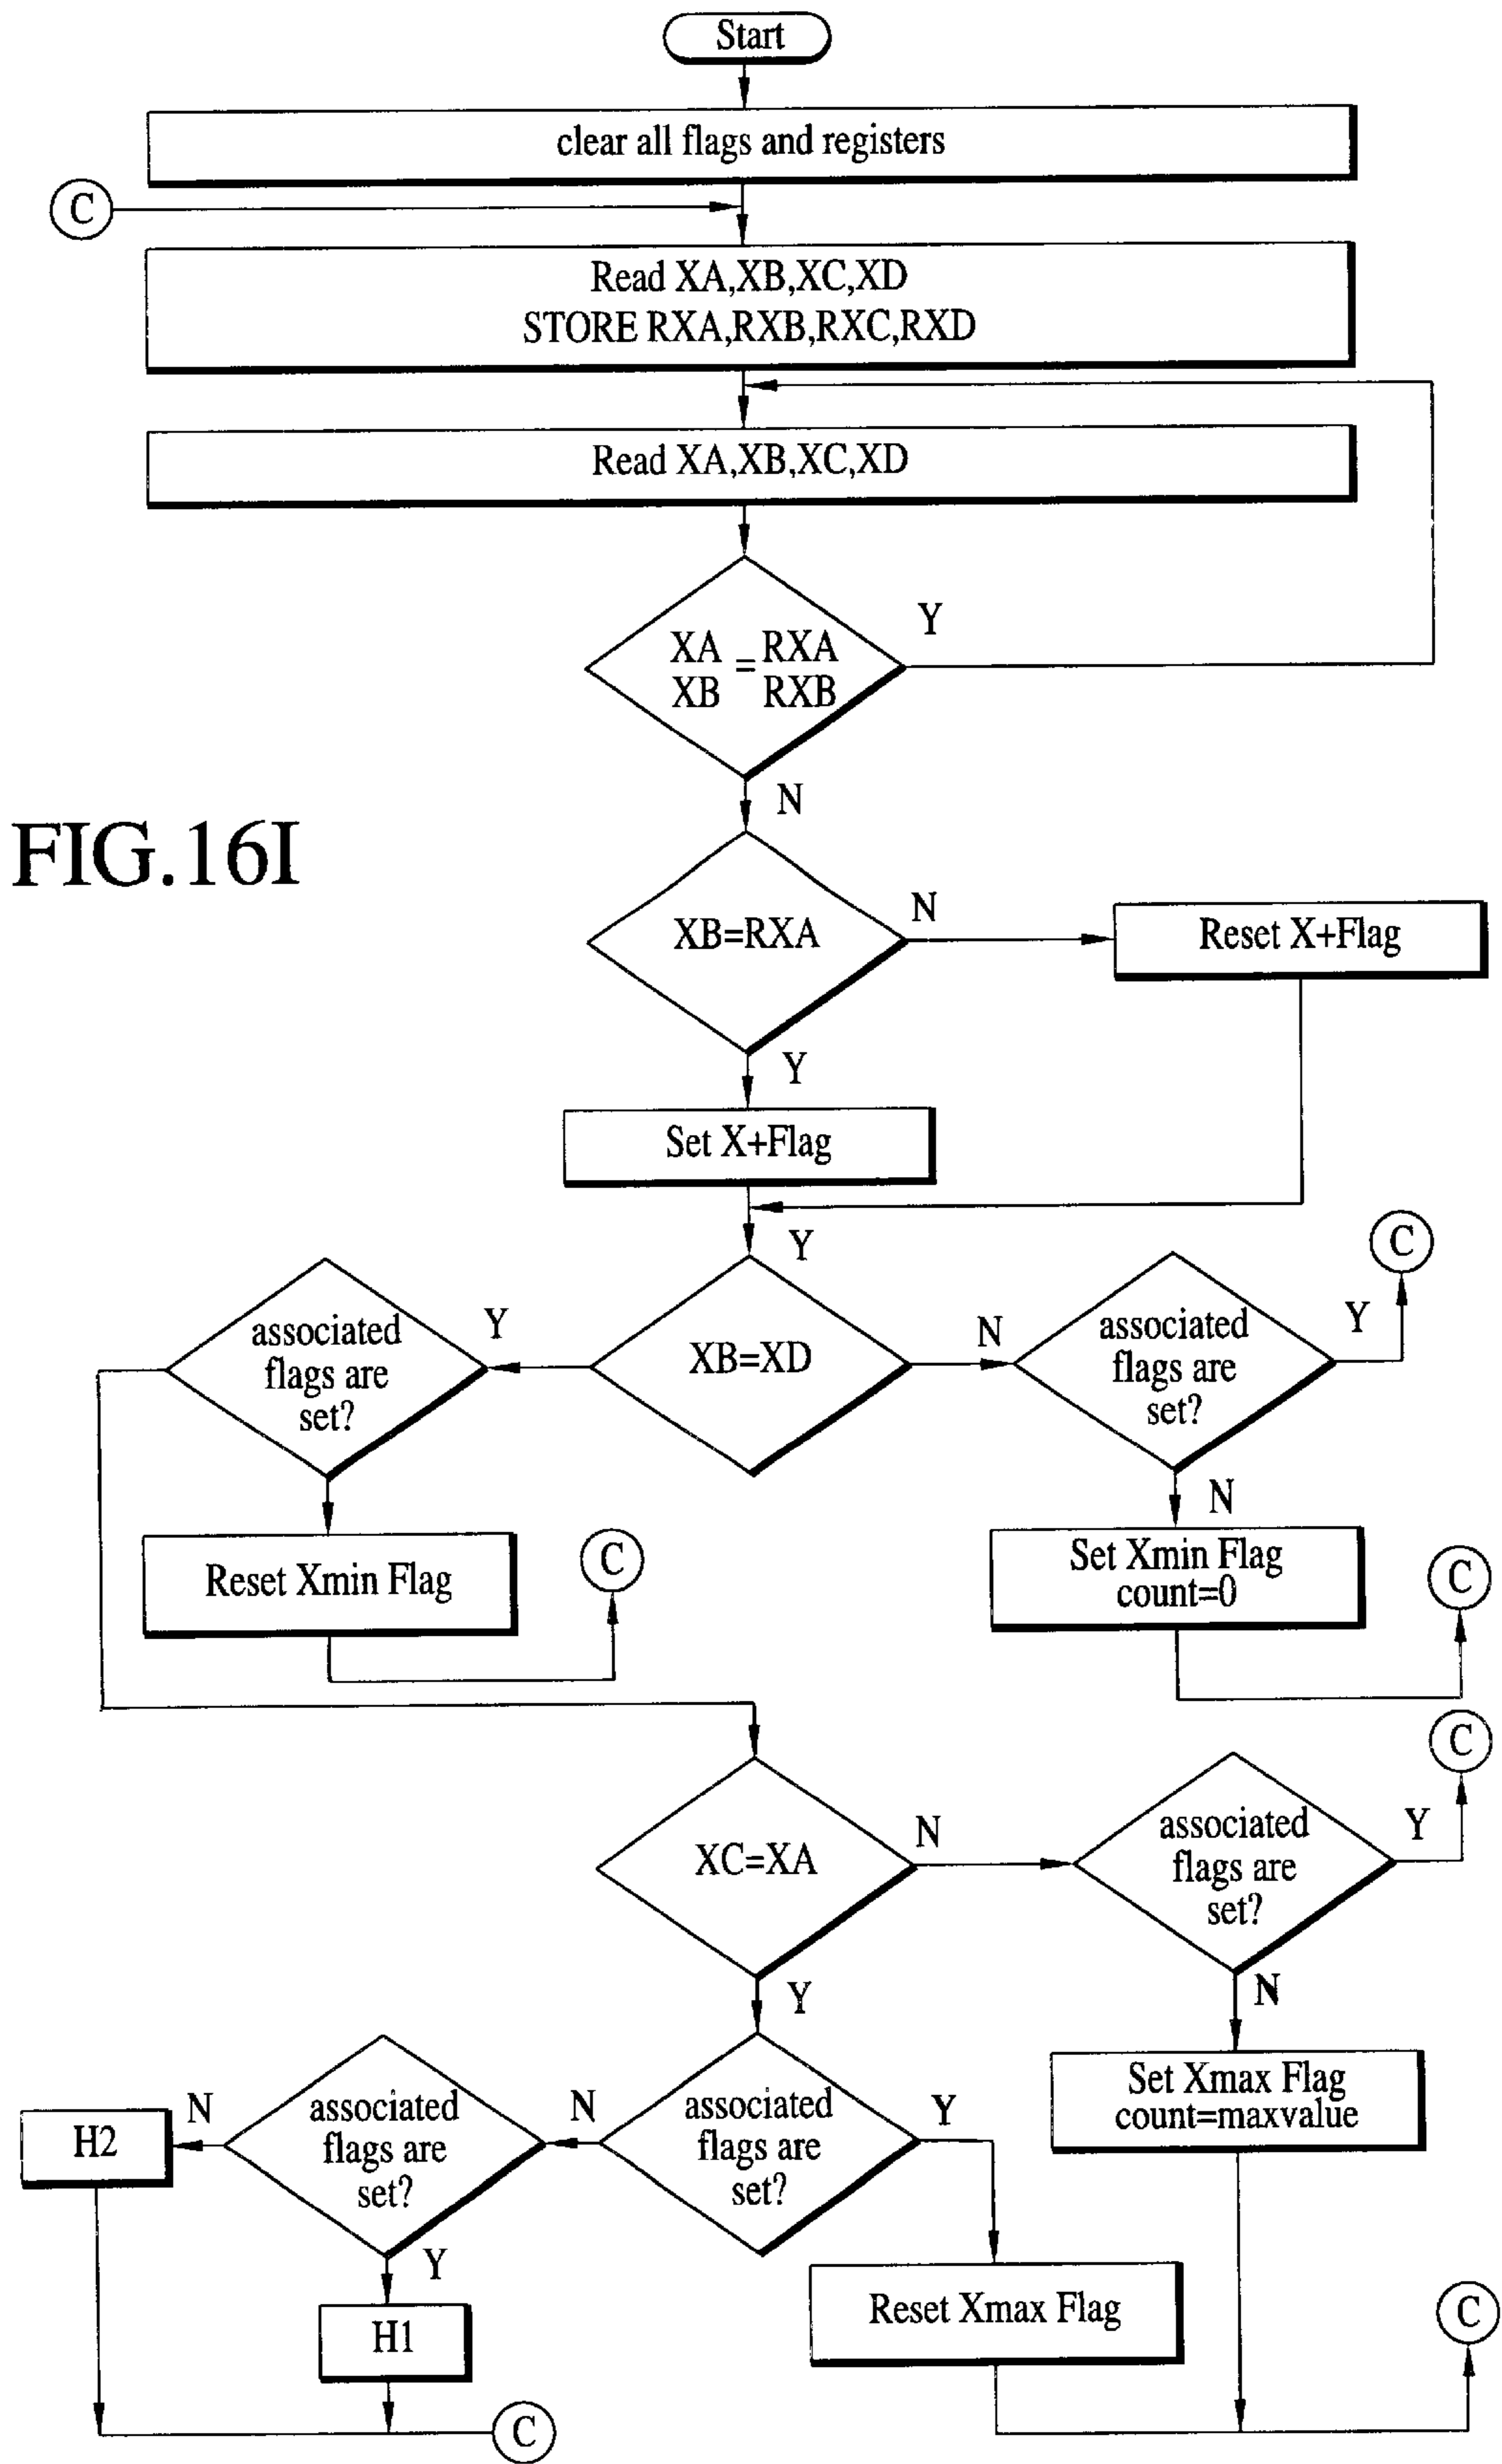 Start
clear all flags and registers
C
Read XA,XB,XC,XD
STORE RXA,RXB,RXC,RXD
Read XA,XB,XC,XD
Y
XA = RXA
XB RXB
N
FIG.16I
XB=RXA
N
Reset X+Flag
Y
Set X+Flag
Y
C
associated
flags are
set?
Y
XB=XD
N
associated
flags are
set?
Y
N
Reset Xmin Flag
C
Set Xmin Flag
count=0
C
C
XC=XA
N
associated
flags are
set?
Y
Y
N
H2
N
associated
flags are
set?
N
associated
flags are
set?
Y
Set Xmax Flag
count=maxvalue
Y
H1
Reset Xmax Flag
C
C